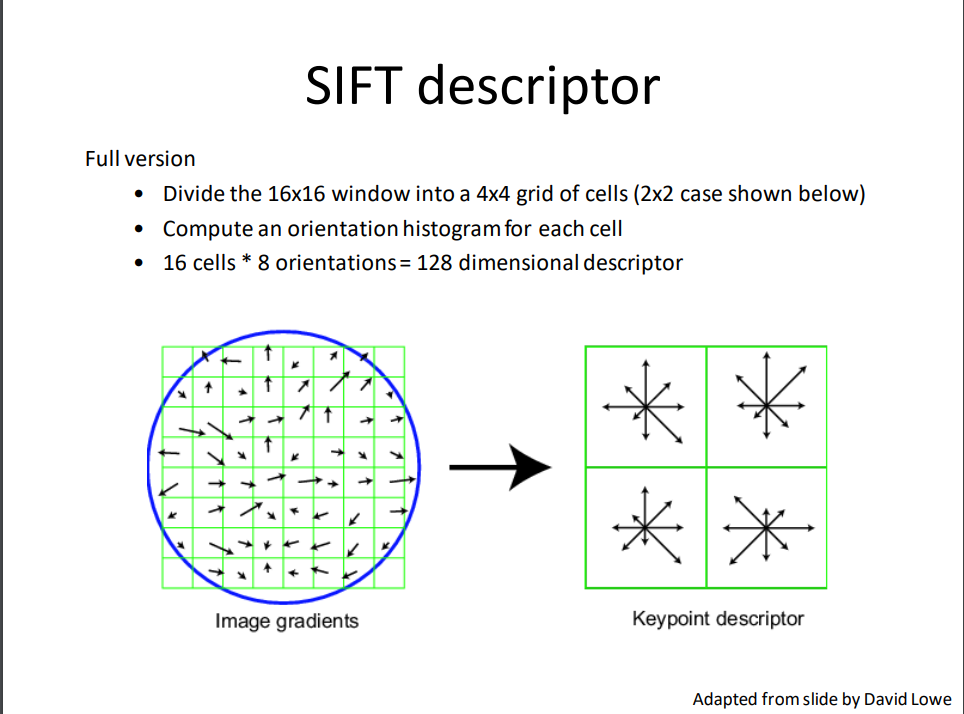 SIFT descriptor
Full version
• Divide the 16x16 window into a 4x4 grid of cells (2x2 case shown below)
• Compute an orientation histogram for each cell
• 16 cells * 8 orientations = 128 dimensional descriptor
Image gradients
Keypoint descriptor
Adapted from slide by David Lowe